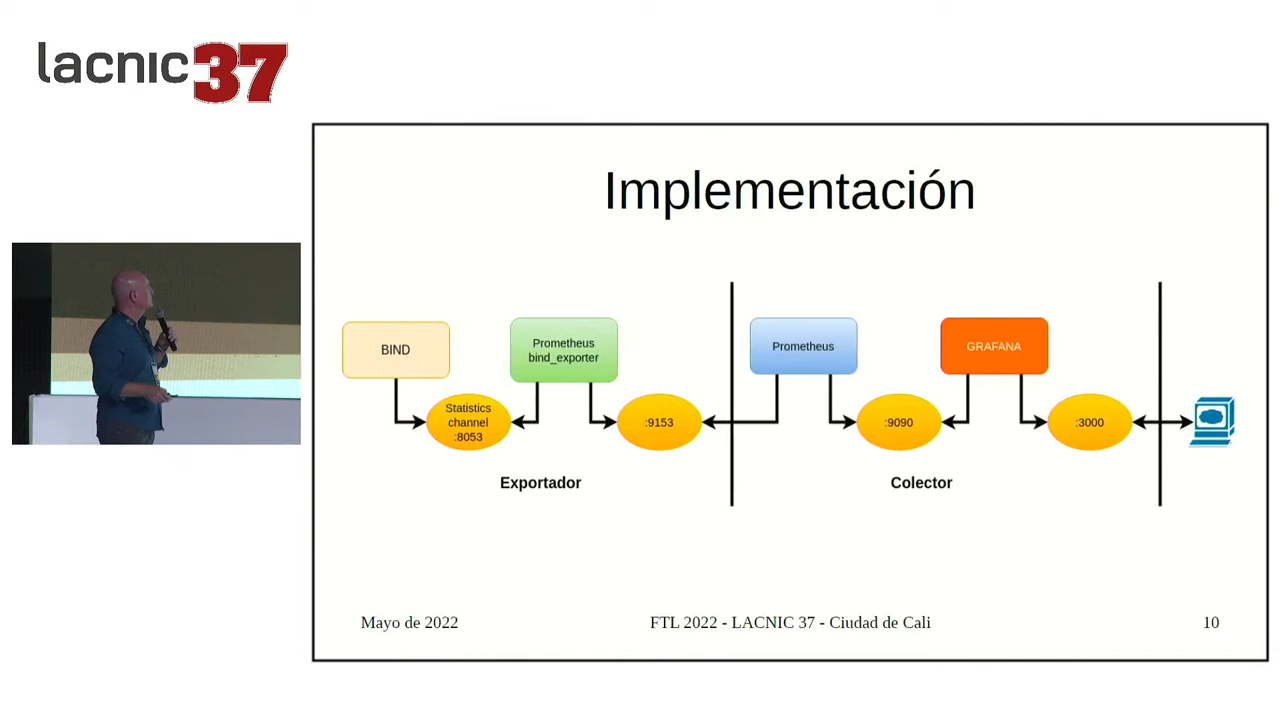 lacnic37
Implementación
BIND
Prometheus
bind_exporter
Prometheus
GRAFANA
Statistics
channel
:8053
:9153
:9090
:3000
Exportador
Colector
Mayo de 2022
FTL 2022 - LACNIC 37 - Ciudad de Cali
10